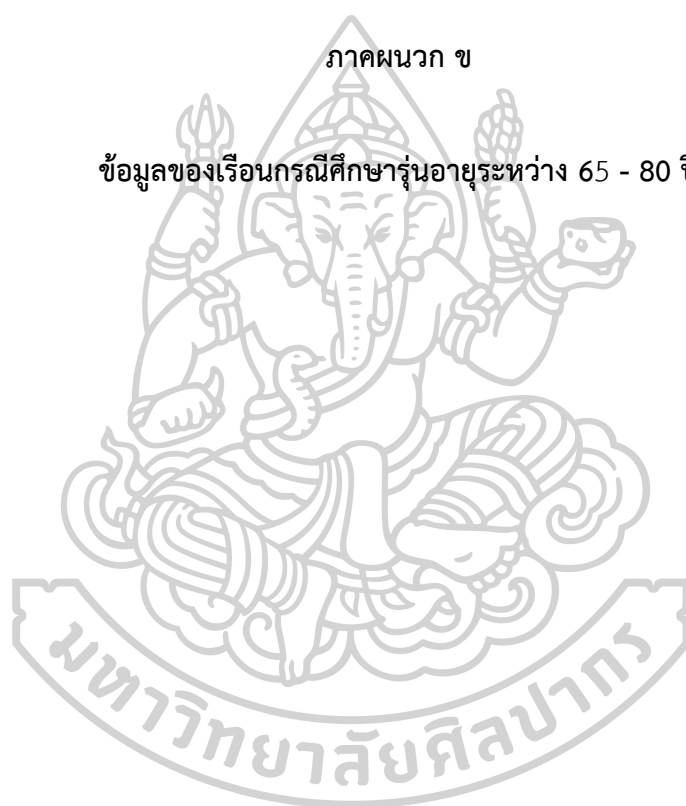 ภาคผนวก ข
ข้อมูลของเรือนกรณีศึกษารุ่นอายุระหว่าง 65 - 80 ปี
มหาวิทยาลัยศิลปากร